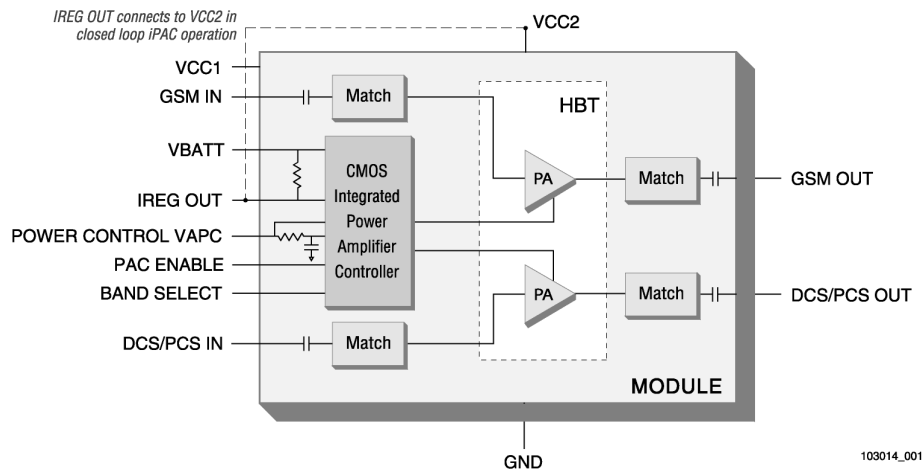 IREG OUT connects to VCC2 in
closed loop iPAC operation
VCC2
VCC1
GSM IN
Match
HBT
VBATT
CMOS
Integrated
Power
Amplifier
Controller
PA
Match
GSM OUT
IREG OUT
POWER CONTROL VAPC
PAC ENABLE
BAND SELECT
PA
Match
DCS/PCS OUT
DCS/PCS IN
Match
MODULE
GND
103014_001